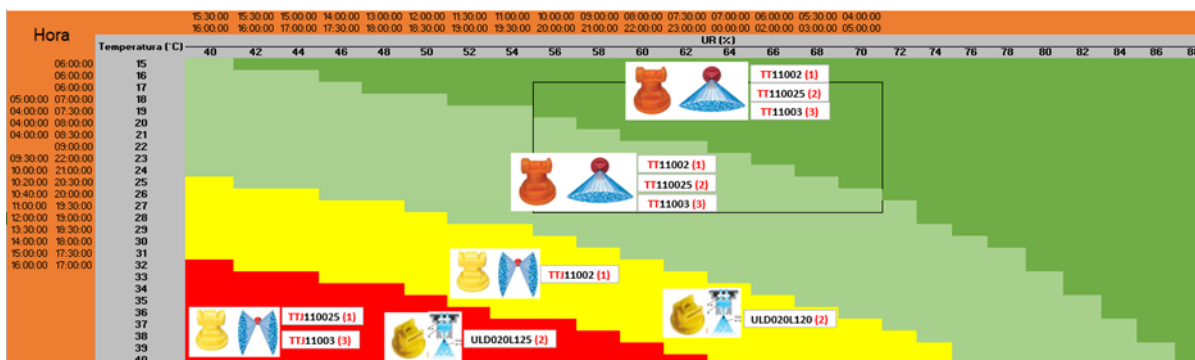 15:30:00 15:30:00 15:00:00 14:00:00 13:00:00 12:00:00 11:30:00 11:00:00 10:00:00 09:00:00 08:00:00 07:30:00 07:00:00 06:00:00 05:30:00 04:00:00
16:00:00 16:00:00 17:00:00 17:30:00 18:00:00 18:30:00 19:00:00 19:30:00 20:00:00 21:00:00 22:00:00 23:00:00 00:00:00 02:00:00 03:00:00 05:00:00
Hora
UR (%)
Temperatura (°C) 40 42 44 46 48 50 52 54 56 58 60 62 64 66 68 70 72 74 76 78 80 82 84 86 88
06:00:00 15
06:00:00 16
06:00:00 17
05:00:00 07:00:00 18
04:00:00 07:30:00 19
04:00:00 08:00:00 20
04:00:00 08:30:00 21
09:00:00 22
09:30:00 22:00:00 23
10:00:00 21:00:00 24
10:20:00 20:30:00 25
10:40:00 20:00:00 26
11:00:00 19:30:00 27
12:00:00 19:00:00 28
13:30:00 18:30:00 29
14:00:00 18:00:00 30
15:00:00 17:30:00 31
16:00:00 17:00:00 32
33
34
35
36
37
38
39
40
TT11002 (1)
TT110025 (2)
TT11003 (3)
TT11002 (1)
TT110025 (2)
TT11003 (3)
TTJ11002 (1)
ULD020L120 (2)
TTJ110025 (1)
TTJ11003 (3)
ULD020L125 (2)